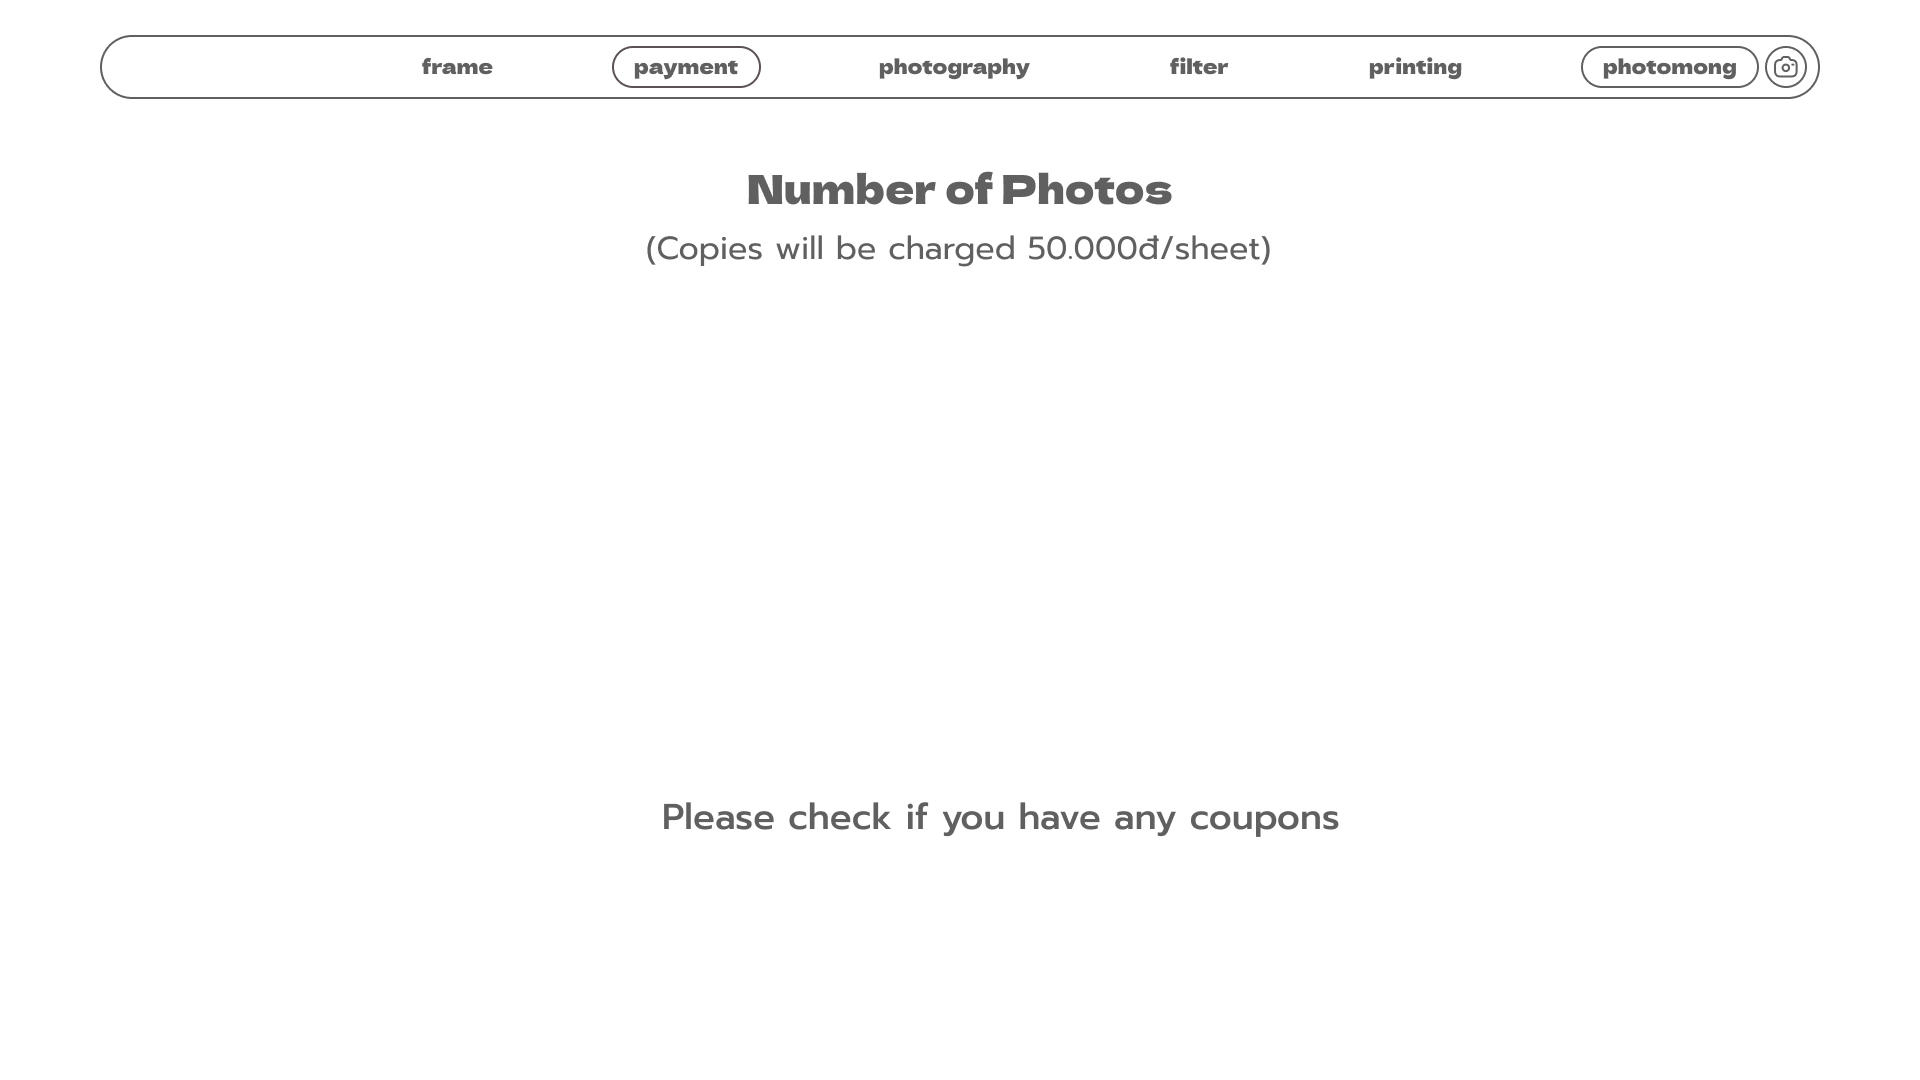 frame payment photography filter printing photomong
Number of Photos
(Copies will be charged 50.000đ/sheet)
Please check if you have any coupons